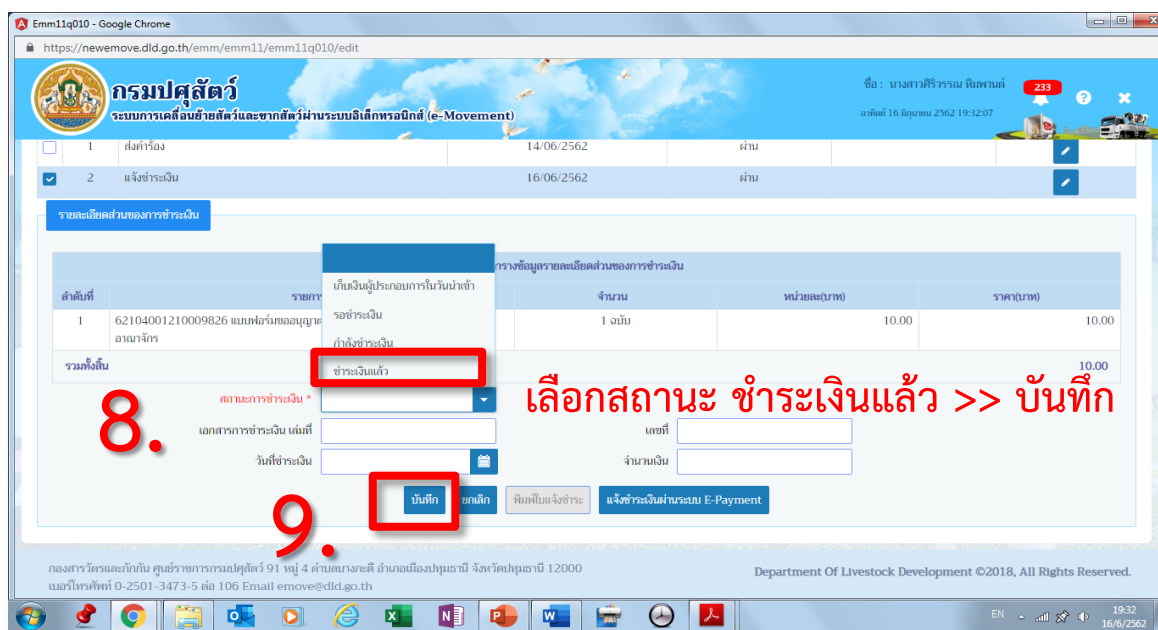 Emm11q010 - Google Chrome
https://newemove.dld.go.th/emm/emm11/emm11q010/edit
กรมปศุสัตว์
ระบบการเคลื่อนย้ายสัตว์และซากสัตว์ผ่านระบบอิเล็กทรอนิกส์ (e-Movement)
ชื่อ : นางสาวศิริวรรณ หิมพานต์
อาทิตย์ 16 มิถุนายน 2562 19:32:07
233
1 ส่งคำร้อง 14/06/2562 ผ่าน
2 แจ้งชำระเงิน 16/06/2562 ผ่าน
รายละเอียดส่วนของการชำระเงิน
ตารางข้อมูลรายละเอียดส่วนของการชำระเงิน
ลำดับที่ รายการ จำนวน หน่วยละ(บาท) ราคา(บาท)
1 62104001210009826 แบบฟอร์มขออนุญาต 1 ฉบับ 10.00 10.00
อาณาจักร
รวมทั้งสิ้น 10.00
เก็บเงินผู้ประกอบการในวันนำเข้า
รอชำระเงิน
กำลังชำระเงิน
ชำระเงินแล้ว
8.
เลือกสถานะ ชำระเงินแล้ว >> บันทึก
สถานะการชำระเงิน *
เอกสารการชำระเงิน เล่มที่ เลขที่
วันที่ชำระเงิน จำนวนเงิน
9.
บันทึก ยกเลิก พิมพ์ใบแจ้งชำระ แจ้งชำระเงินผ่านระบบ E-Payment
กองสารวัตรและกักกัน ศูนย์ราชการกรมปศุสัตว์ 91 หมู่ 4 ตำบลบางกะดี อำเภอเมืองปทุมธานี จังหวัดปทุมธานี 12000
เบอร์โทรศัพท์ 0-2501-3473-5 ต่อ 106 Email emove@dld.go.th
Department Of Livestock Development ©2018, All Rights Reserved.
EN
19:32
16/6/2562